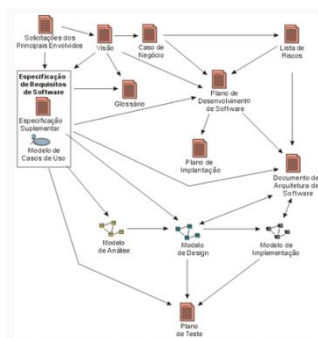 Solicitações dos
Principais Envolvidos
Visão
Caso de
Negócio
Lista de
Riscos
Especificação
de Requisitos
de Software
Glossário
Plano de
Desenvolvimento
de Software
Especificação
Suplementar
Modelo de
Casos de Uso
Plano de
Implantação
Documento de
Arquitetura de
Software
Modelo
de Análise
Modelo
de Design
Modelo de
Implementação
Plano
de Teste